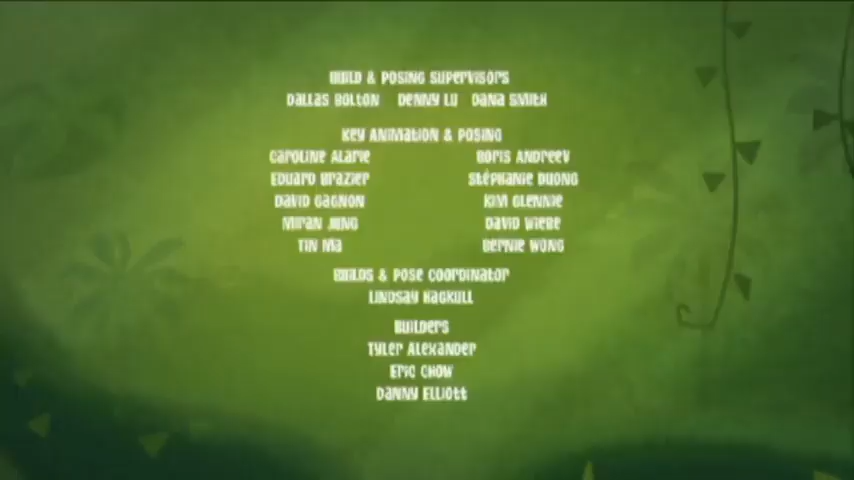 BUILD & POSING SUPERVISORS
DALLAS BOLTON DENNY LU DANA SMITH
KEY ANIMATION & POSING
CAROLINE ALARIE BORIS ANDREEV
EDUARD BRAZIER STÉPHANIE DUONG
DAVID GAGNON KIM GLENNIE
MIRAN JUNG DAVID WIEBE
TIN MA BERNIE WONG
BUILDS & POSE COORDINATOR
LINDSAY HAGKULL
BUILDERS
TYLER ALEXANDER
ERIC CHOW
DANNY ELLIOTT